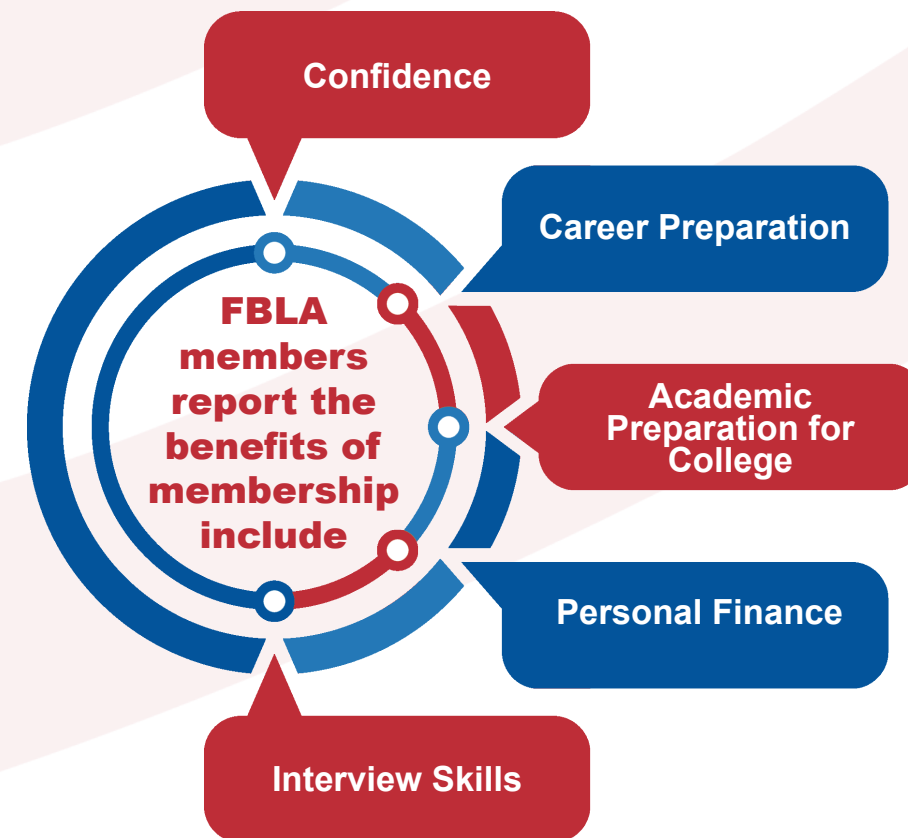 Confidence
Career Preparation
FBLA
members
report the
benefits of
membership
include
Academic
Preparation for
College
Personal Finance
Interview Skills